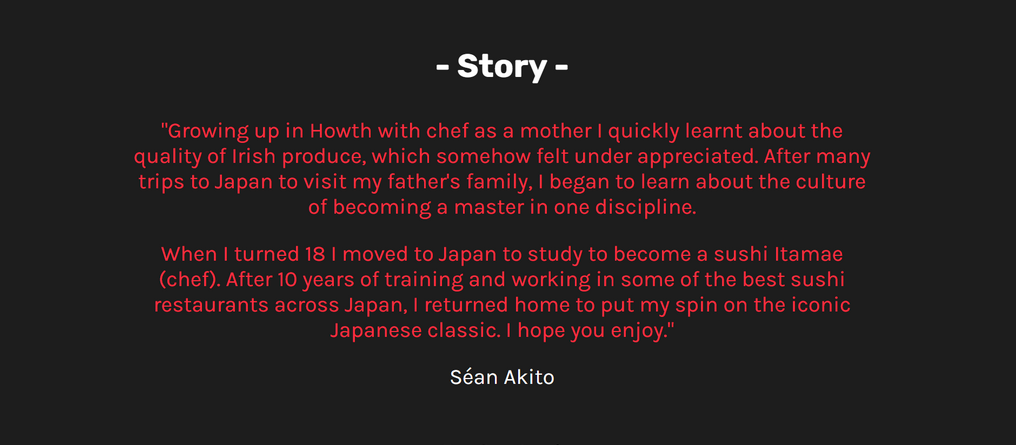 - Story -
"Growing up in Howth with chef as a mother I quickly learnt about the
quality of Irish produce, which somehow felt under appreciated. After many
trips to Japan to visit my father's family, I began to learn about the culture
of becoming a master in one discipline.
When I turned 18 I moved to Japan to study to become a sushi Itamae
(chef). After 10 years of training and working in some of the best sushi
restaurants across Japan, I returned home to put my spin on the iconic
Japanese classic. I hope you enjoy."
Séan Akito